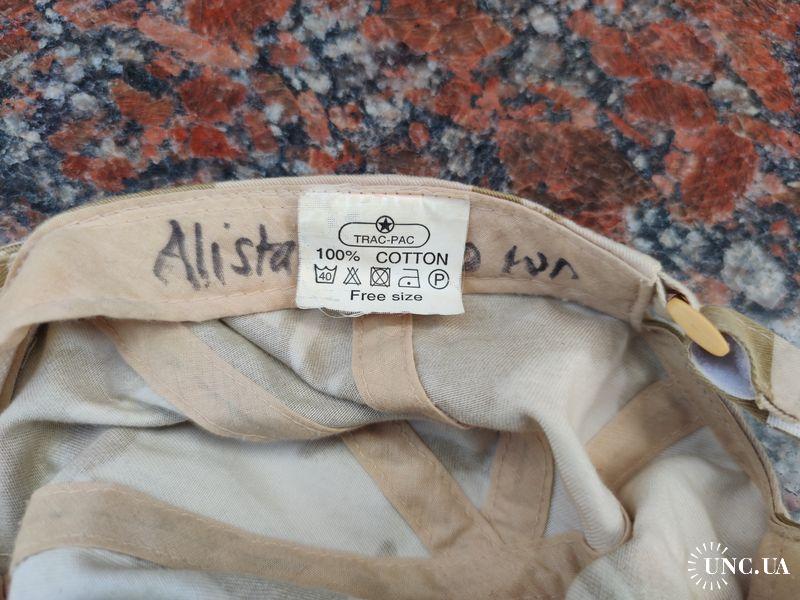 Alista
TRAC-PAC
100% COTTON
40 P
Free size
UNC.UA